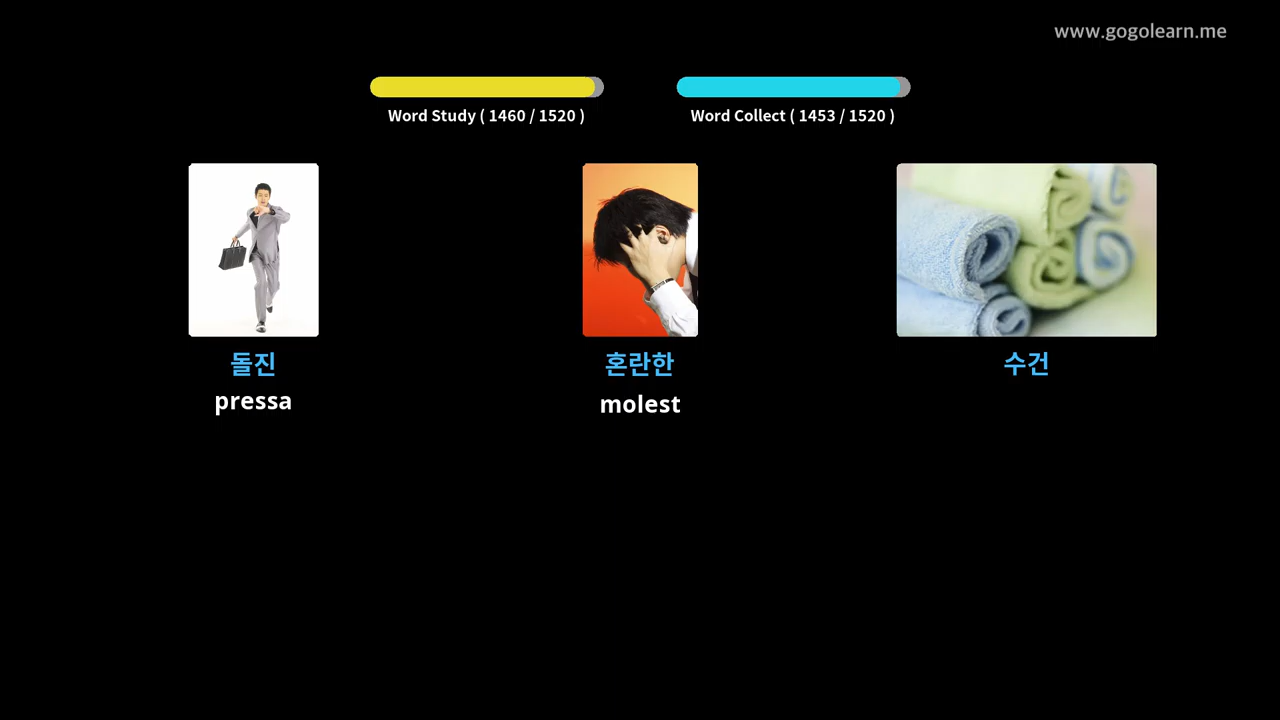 www.gogolearn.me
Word Study ( 1460 / 1520 )
Word Collect ( 1453 / 1520 )
돌진
pressa
혼란한
molest
수건